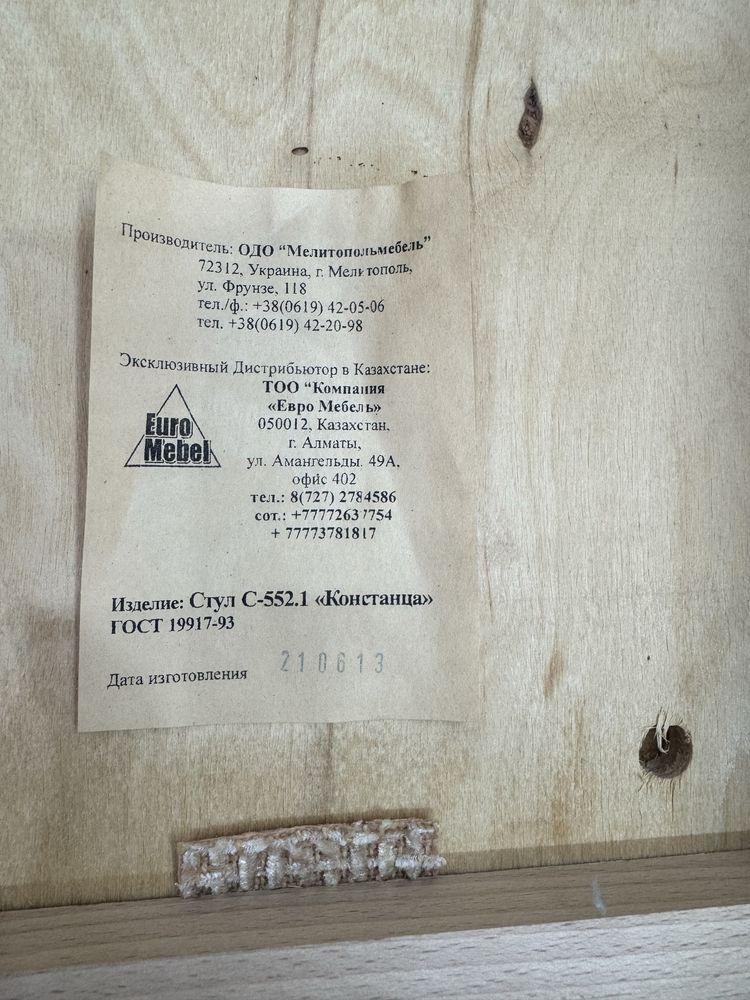 Производитель: ОДО “Мелитопольмебель”
72312, Украина, г. Мелитополь,
ул. Фрунзе, 118
тел./ф.: +38(0619) 42-05-06
тел. +38(0619) 42-20-98
Эксклюзивный Дистрибьютор в Казахстане:
ТОО “Компания
«Евро Мебель»
Euro
Mebel
050012, Казахстан,
г. Алматы,
ул. Амангельды, 49А,
офис 402
тел.: 8(727) 2784586
сот.: +77772637754
+ 77773781817
Изделие: Стул С-552.1 «Констанца»
ГОСТ 19917-93
Дата изготовления 210613